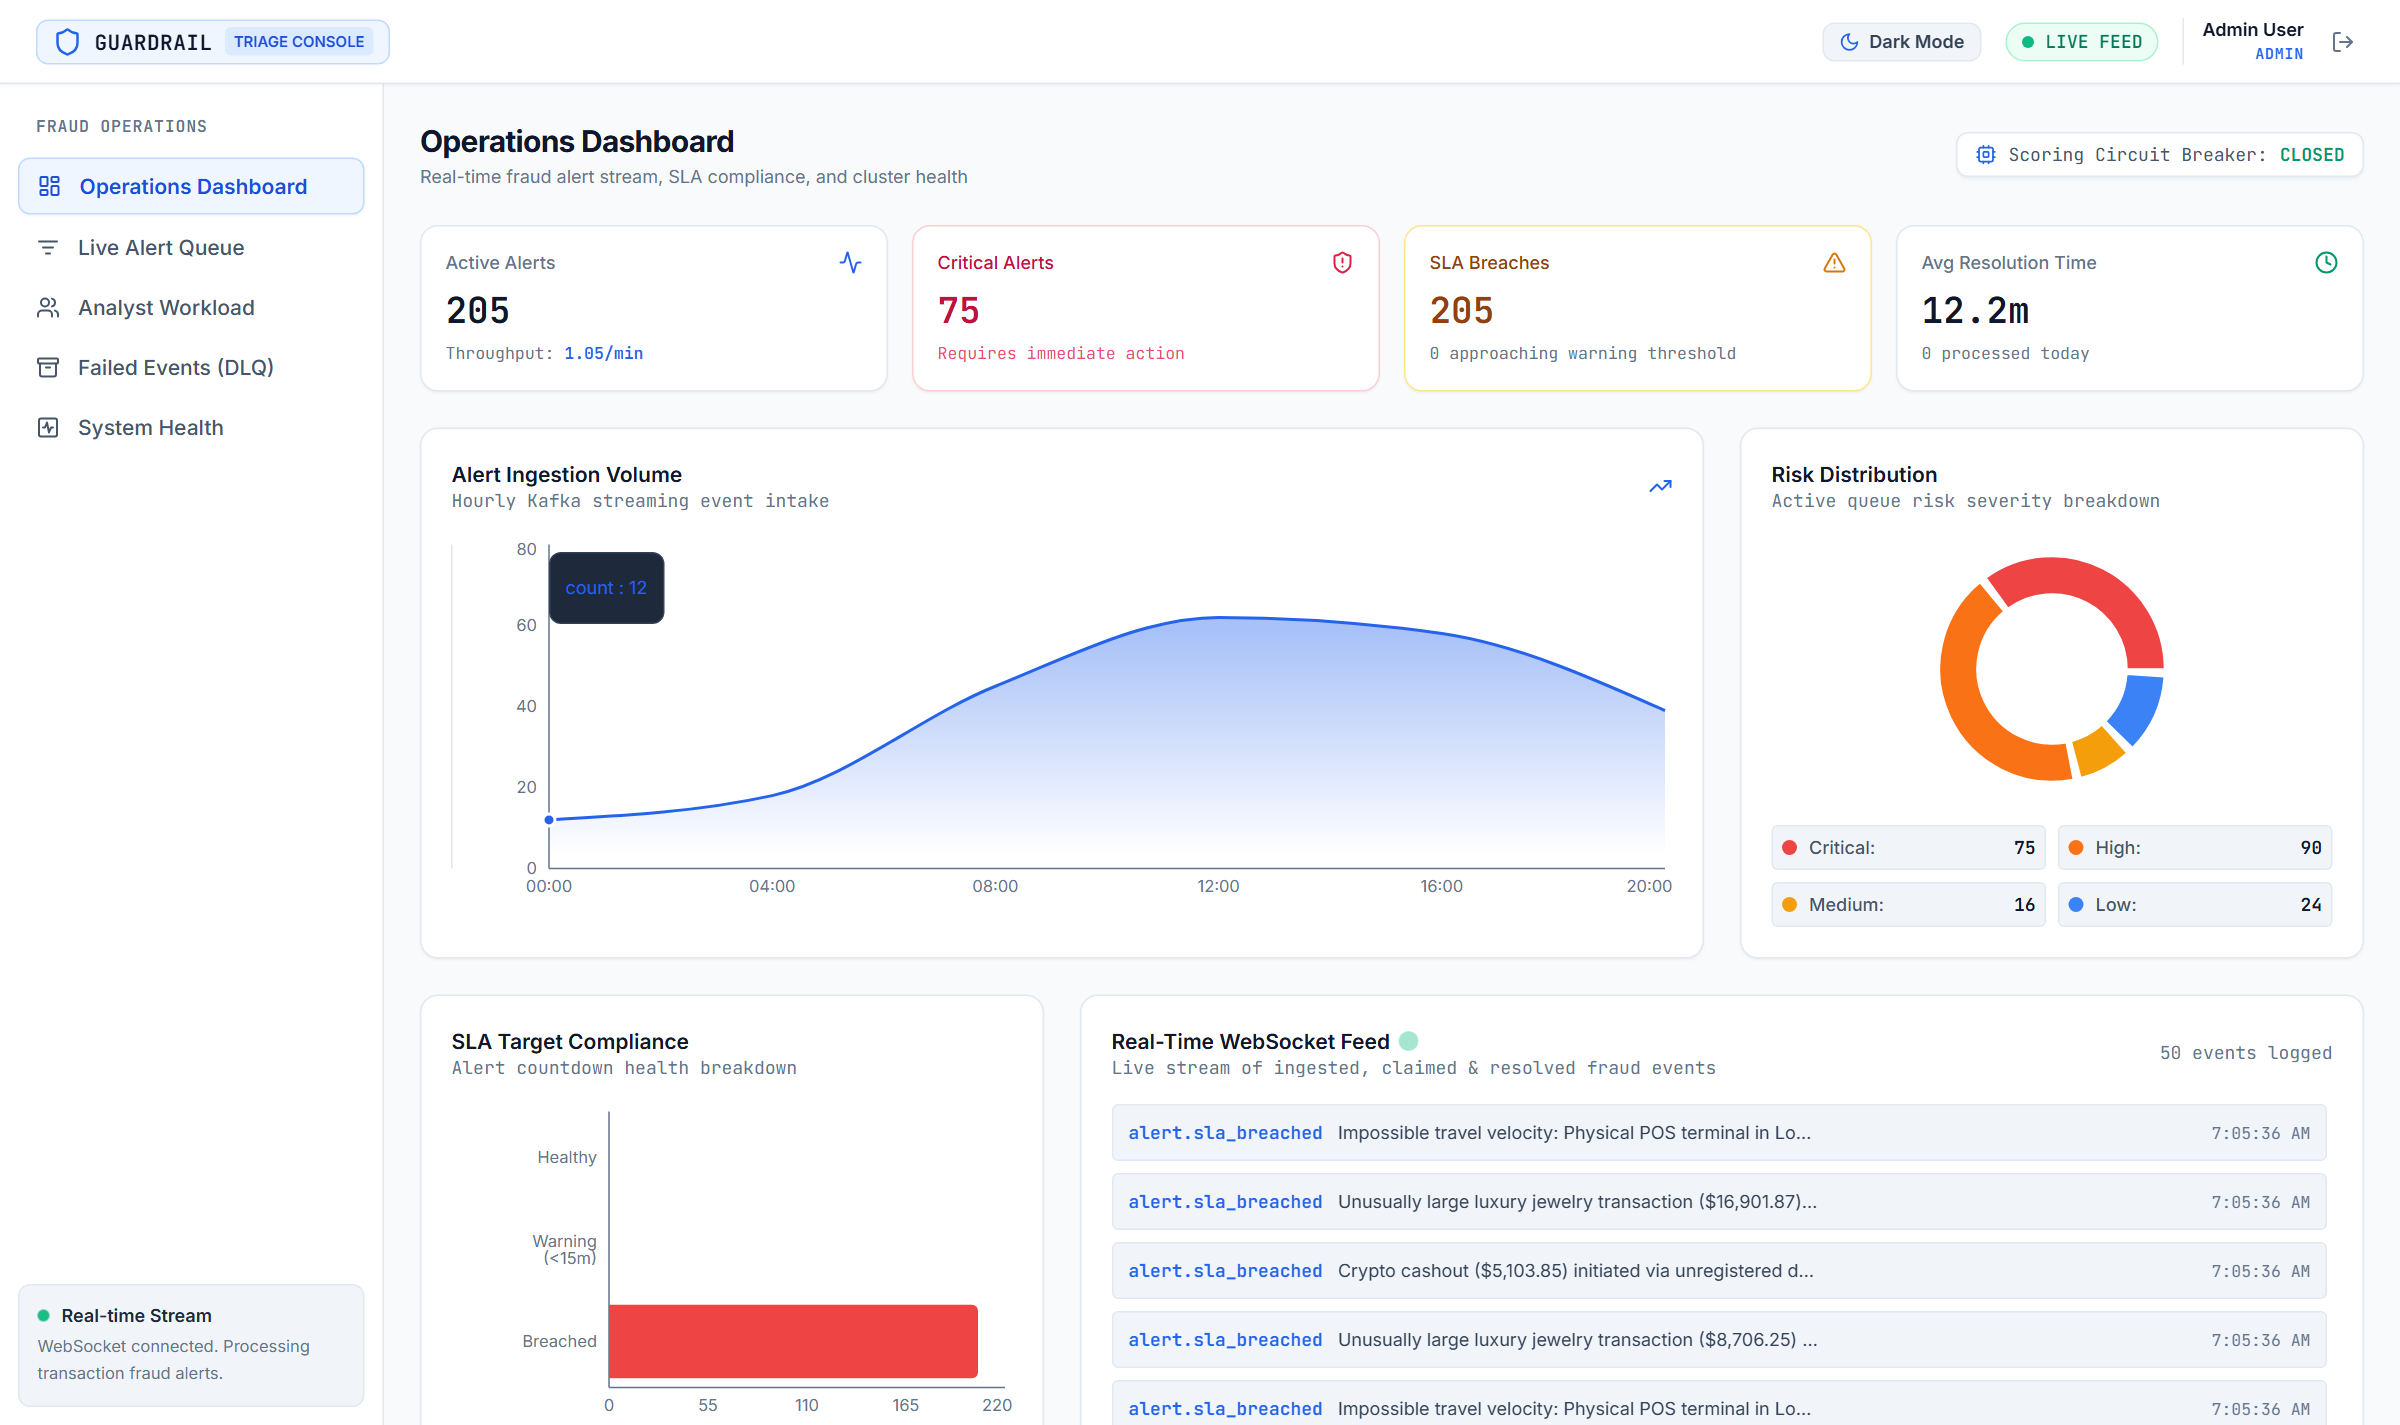 GUARDRAIL TRIAGE CONSOLE
Dark Mode
LIVE FEED
Admin User
ADMIN
FRAUD OPERATIONS
Operations Dashboard
Live Alert Queue
Analyst Workload
Failed Events (DLQ)
System Health
Real-time Stream
WebSocket connected. Processing
transaction fraud alerts.
Operations Dashboard
Real-time fraud alert stream, SLA compliance, and cluster health
Scoring Circuit Breaker: CLOSED
Active Alerts
205
Throughput: 1.05/min
Critical Alerts
75
Requires immediate action
SLA Breaches
205
0 approaching warning threshold
Avg Resolution Time
12.2m
0 processed today
Alert Ingestion Volume
Hourly Kafka streaming event intake
80
60
40
20
0
count : 12
00:00 04:00 08:00 12:00 16:00 20:00
Risk Distribution
Active queue risk severity breakdown
Critical: 75
High: 90
Medium: 16
Low: 24
SLA Target Compliance
Alert countdown health breakdown
Healthy
Warning
(<15m)
Breached
0 55 110 165 220
Real-Time WebSocket Feed
Live stream of ingested, claimed & resolved fraud events
50 events logged
alert.sla_breached Impossible travel velocity: Physical POS terminal in Lo... 7:05:36 AM
alert.sla_breached Unusually large luxury jewelry transaction ($16,901.87)... 7:05:36 AM
alert.sla_breached Crypto cashout ($5,103.85) initiated via unregistered d... 7:05:36 AM
alert.sla_breached Unusually large luxury jewelry transaction ($8,706.25) ... 7:05:36 AM
alert.sla_breached Impossible travel velocity: Physical POS terminal in Lo... 7:05:36 AM